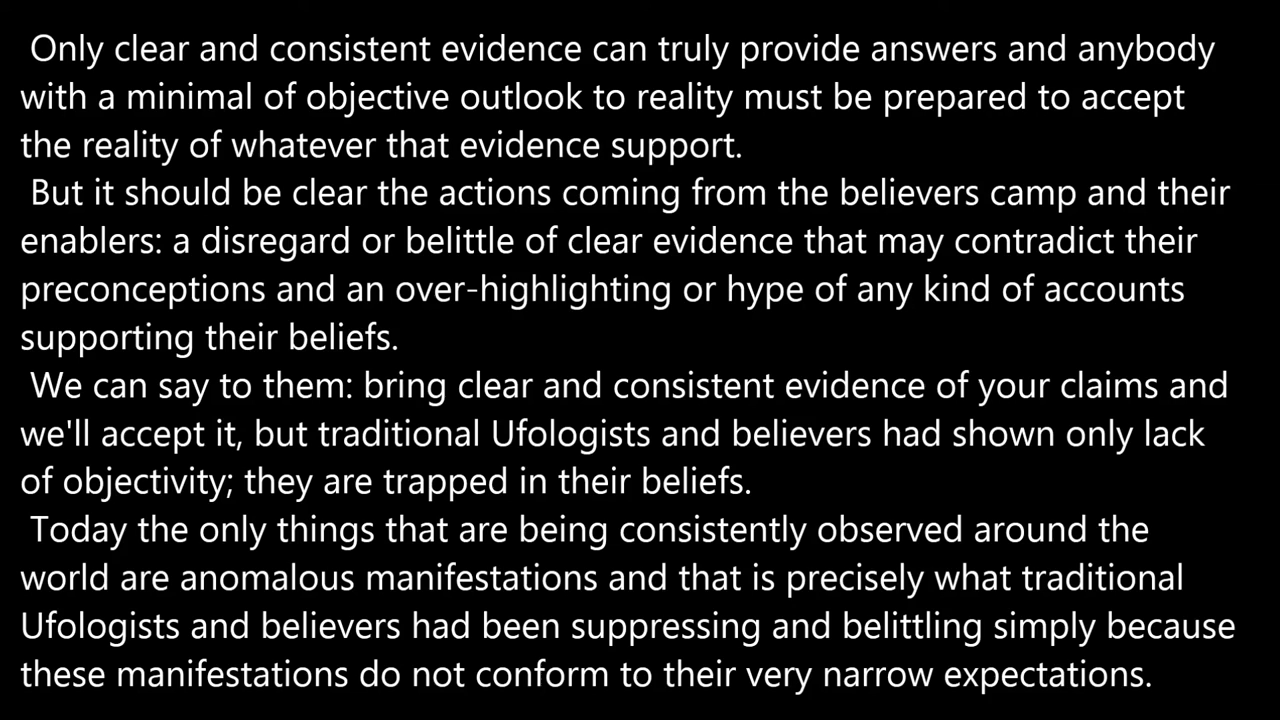 Only clear and consistent evidence can truly provide answers and anybody
with a minimal of objective outlook to reality must be prepared to accept
the reality of whatever that evidence support.
But it should be clear the actions coming from the believers camp and their
enablers: a disregard or belittle of clear evidence that may contradict their
preconceptions and an over-highlighting or hype of any kind of accounts
supporting their beliefs.
We can say to them: bring clear and consistent evidence of your claims and
we'll accept it, but traditional Ufologists and believers had shown only lack
of objectivity; they are trapped in their beliefs.
Today the only things that are being consistently observed around the
world are anomalous manifestations and that is precisely what traditional
Ufologists and believers had been suppressing and belittling simply because
these manifestations do not conform to their very narrow expectations.